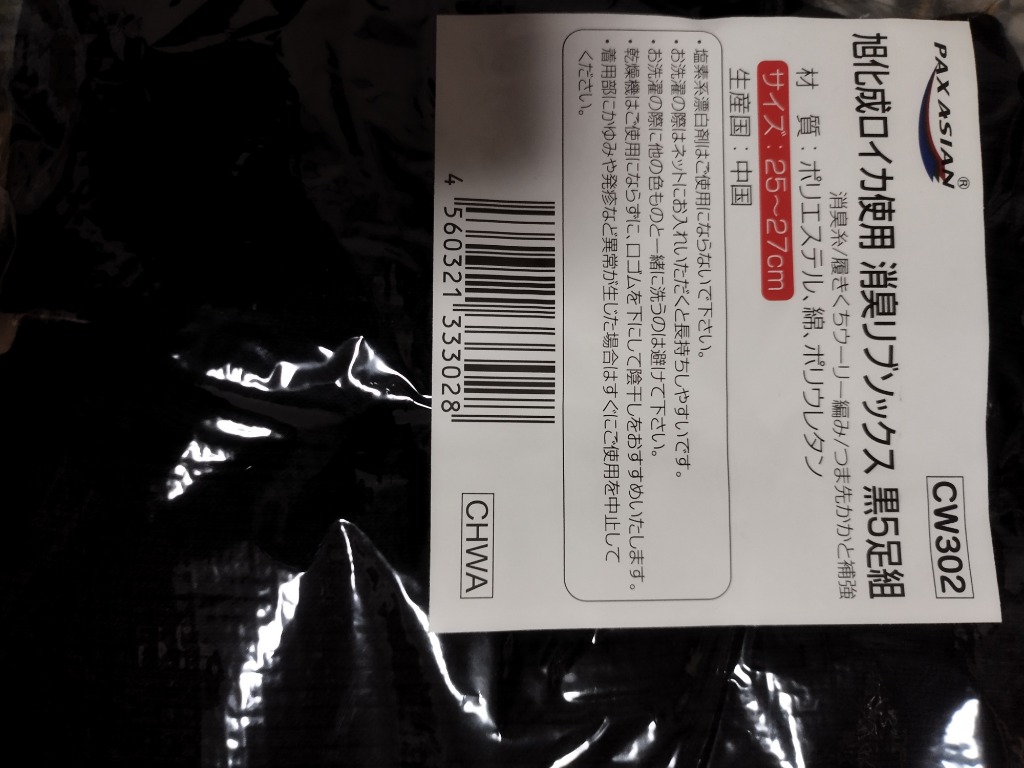 PAX ASIAN®
CW302
旭化成ロイカ使用 消臭リブソックス 黒5足組
消臭糸/履きくちウーリー編み/つま先かかと補強
材 質：ポリエステル、綿、ポリウレタン
サイズ：25～27cm
生産国：中国
・塩素系漂白剤はご使用にならないで下さい。
・お洗濯の際はネットにお入れいただくと長持ちしやすいです。
・お洗濯の際に他の色ものと一緒に洗うのは避けて下さい。
・乾燥機はご使用にならずに、口ゴムを下にして陰干しをおすすめいたします。
・着用部にかゆみや発疹など異常が生じた場合はすぐにご使用を中止して
ください。
4 560321 333028
CHWA